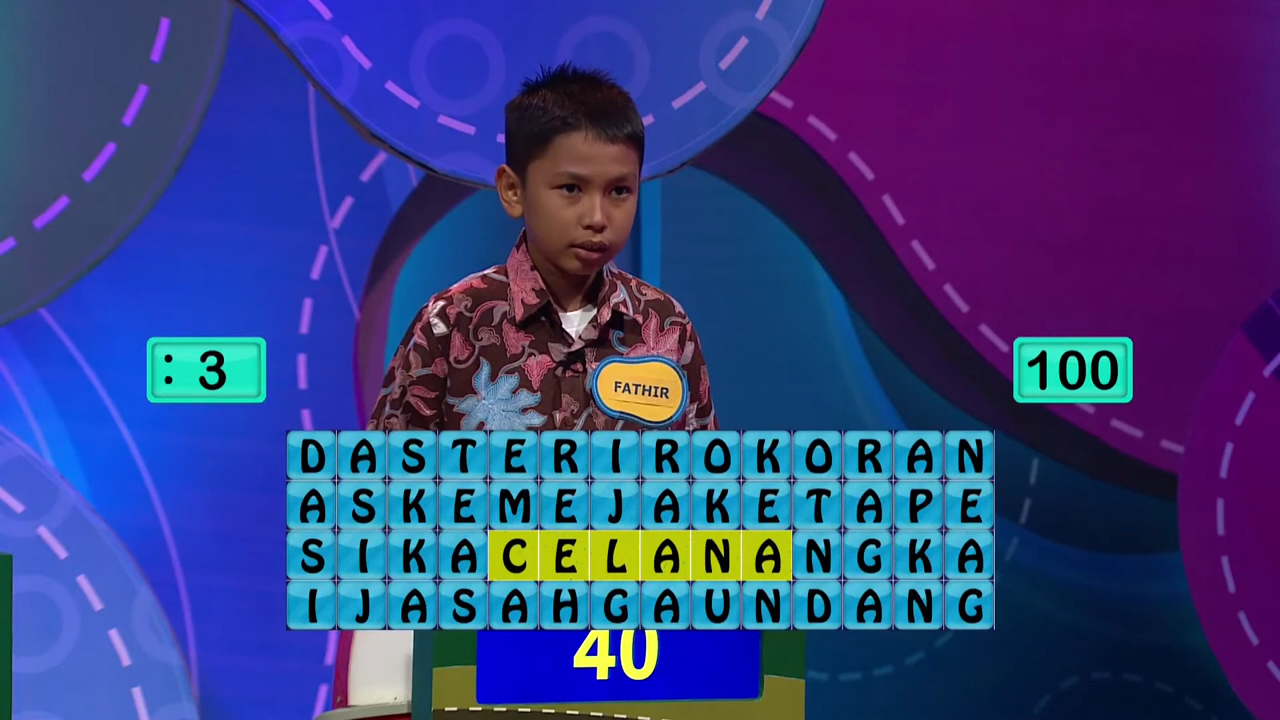 FATHIR
: 3
100
DASTERIROKORAN
ASKEMEJAKETAPE
SIKACELANANGKA
IJASAHGAUNDANG
40